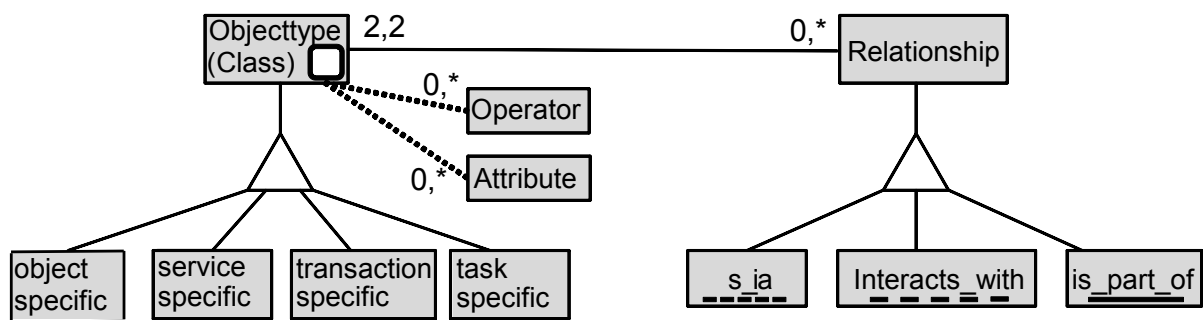 Objecttype
(Class)
2,2
0,*
Relationship
0,*
Operator
0,*
Attribute
object
specific
service
specific
transaction
specific
task
specific
s_ia
Interacts_with
is_part_of